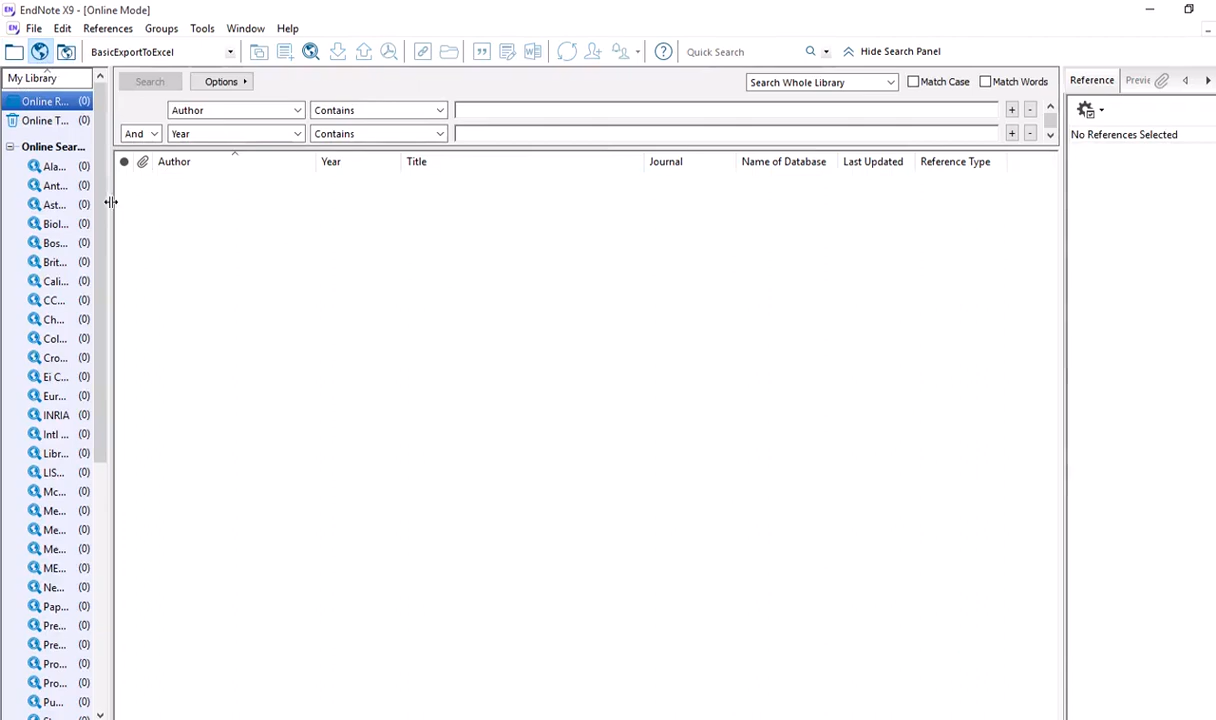 EndNote X9 - [Online Mode]
File Edit References Groups Tools Window Help
BasicExportToExcel Quick Search Hide Search Panel
My Library
Online R... (0)
Online T... (0)
Online Sear...
Ala... (0)
Ant... (0)
Ast... (0)
Biol... (0)
Bos... (0)
Brit... (0)
Cali... (0)
CC... (0)
Ch... (0)
Col... (0)
Cro... (0)
Ei C... (0)
Eur... (0)
INRIA (0)
Intl ... (0)
Libr... (0)
LIS... (0)
Mc... (0)
Me... (0)
Me... (0)
Me... (0)
ME... (0)
Ne... (0)
Pap... (0)
Pre... (0)
Pre... (0)
Pro... (0)
Pro... (0)
Pu... (0)
Search Options Search Whole Library Match Case Match Words
Author Contains + -
And Year Contains + -
Author Year Title Journal Name of Database Last Updated Reference Type
Reference Previe
No References Selected